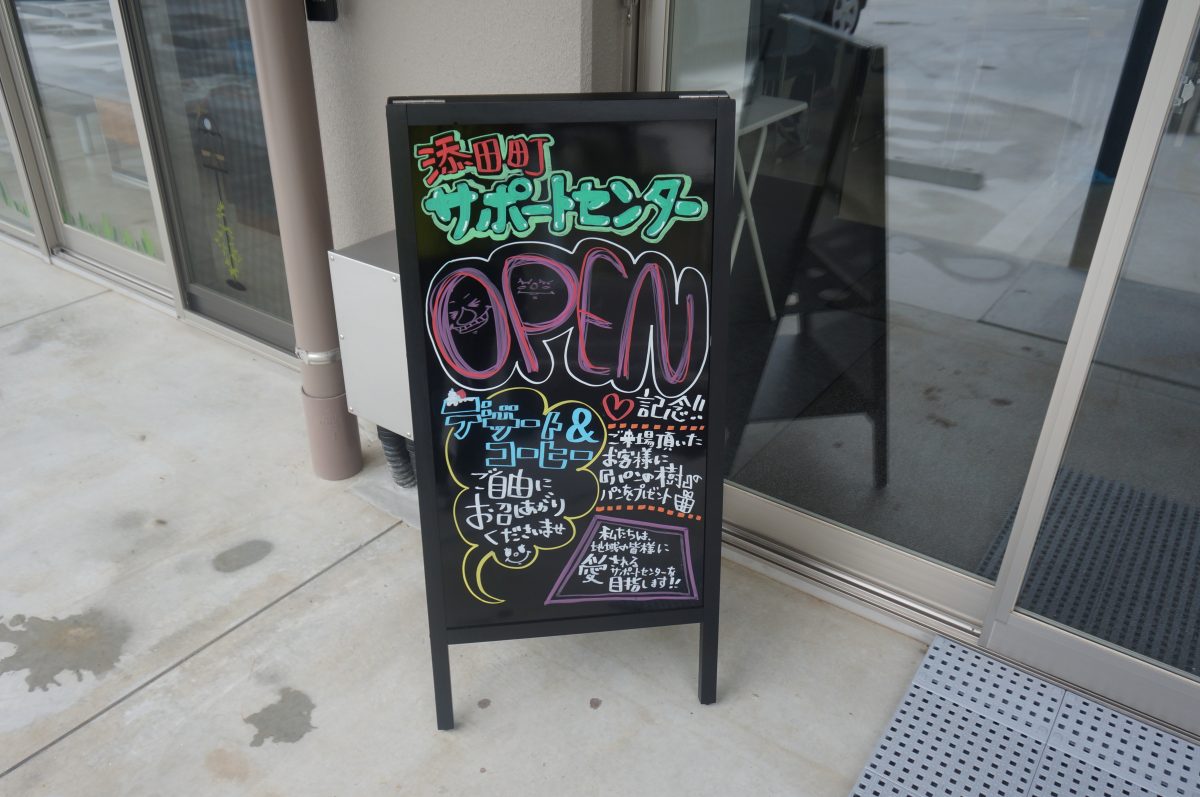 添田町
サポートセンター
OPEN
デザート&
コーヒー
ご自由に
お召しあがり
くださいませ
♡記念!!
ご来場頂いた
お客様に
『パンの樹』の
パンをプレゼント
私たちは、
地域の皆様に
愛される
サポートセンターを
目指します!!